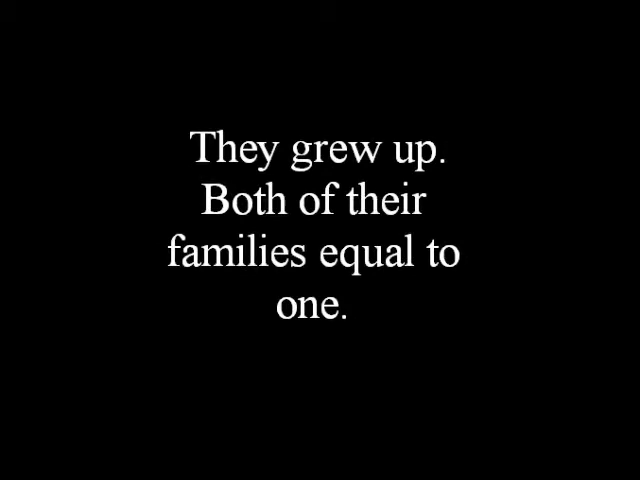 They grew up.
Both of their
families equal to
one.